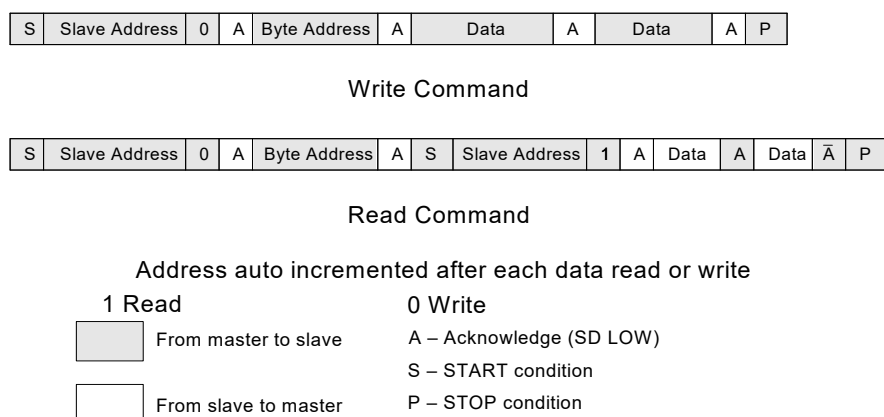 S Slave Address 0 A Byte Address A Data A Data A P
Write Command
S Slave Address 0 A Byte Address A S Slave Address 1 A Data A Data A̅ P
Read Command
Address auto incremented after each data read or write
1 Read 0 Write
From master to slave A – Acknowledge (SD LOW)
S – START condition
From slave to master P – STOP condition